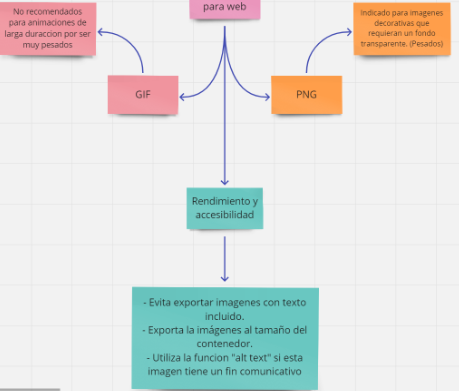 para web
No recomendados
para animaciones de
larga duraccion por ser
muy pesados
Indicado para imagenes
decorativas que
requieran un fondo
transparente. (Pesados)
GIF
PNG
Rendimiento y
accesibilidad
- Evita exportar imagenes con texto
incluido.
- Exporta la imágenes al tamaño del
contenedor.
- Utiliza la funcion "alt text" si esta
imagen tiene un fin comunicativo